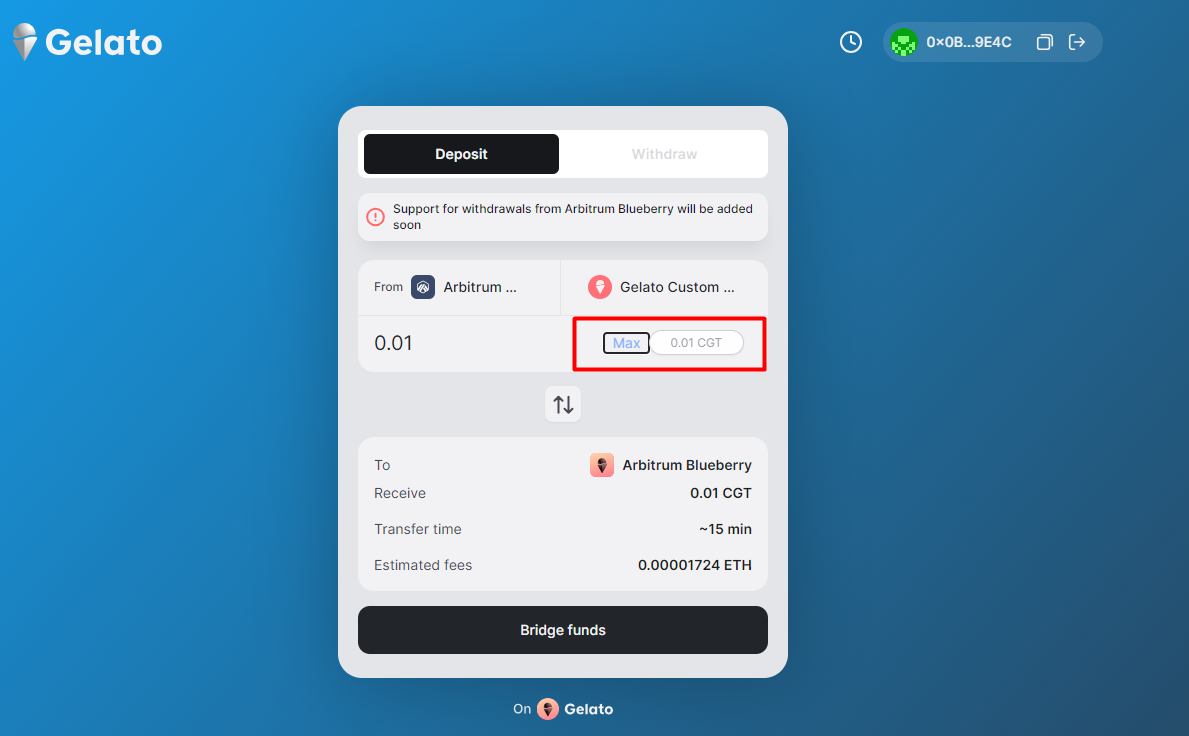 Gelato
0x0B...9E4C
Deposit
Withdraw
Support for withdrawals from Arbitrum Blueberry will be added
soon
From Arbitrum ...
Gelato Custom ...
0.01
Max 0.01 CGT
To Arbitrum Blueberry
Receive 0.01 CGT
Transfer time ~15 min
Estimated fees 0.00001724 ETH
Bridge funds
On Gelato